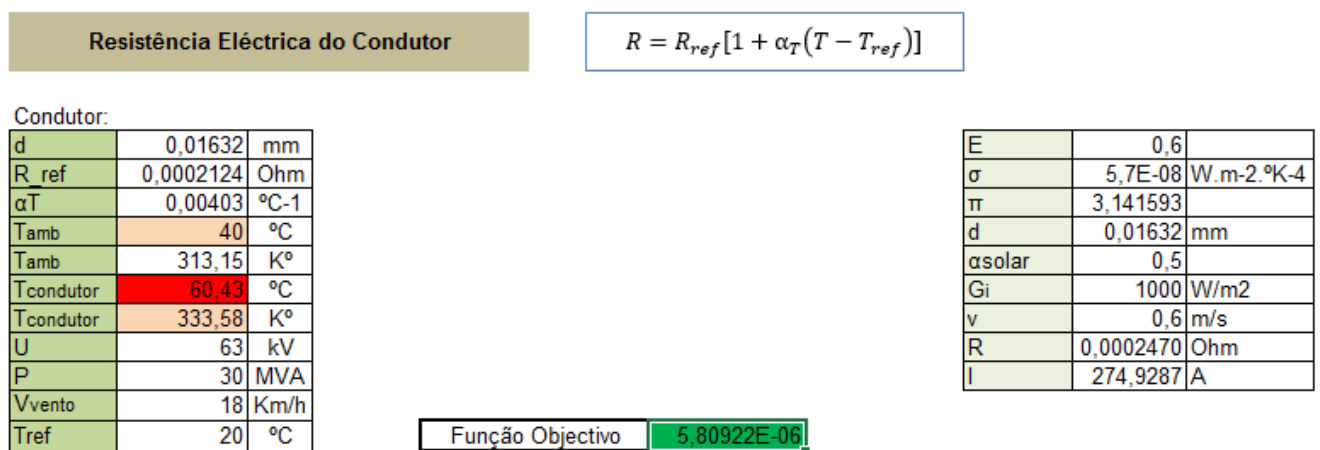 Resistência Eléctrica do Condutor
R = R_ref[1 + α_T(T − T_ref)]
Condutor:
d 0,01632 mm
R_ref 0,0002124 Ohm
αT 0,00403 ºC-1
Tamb 40 ºC
Tamb 313,15 Kº
Tcondutor 60,43 ºC
Tcondutor 333,58 Kº
U 63 kV
P 30 MVA
Vvento 18 Km/h
Tref 20 ºC
E 0,6
σ 5,7E-08 W.m-2.ºK-4
π 3,141593
d 0,01632 mm
αsolar 0,5
Gi 1000 W/m2
v 0,6 m/s
R 0,0002470 Ohm
I 274,9287 A
Função Objectivo 5,80922E-06